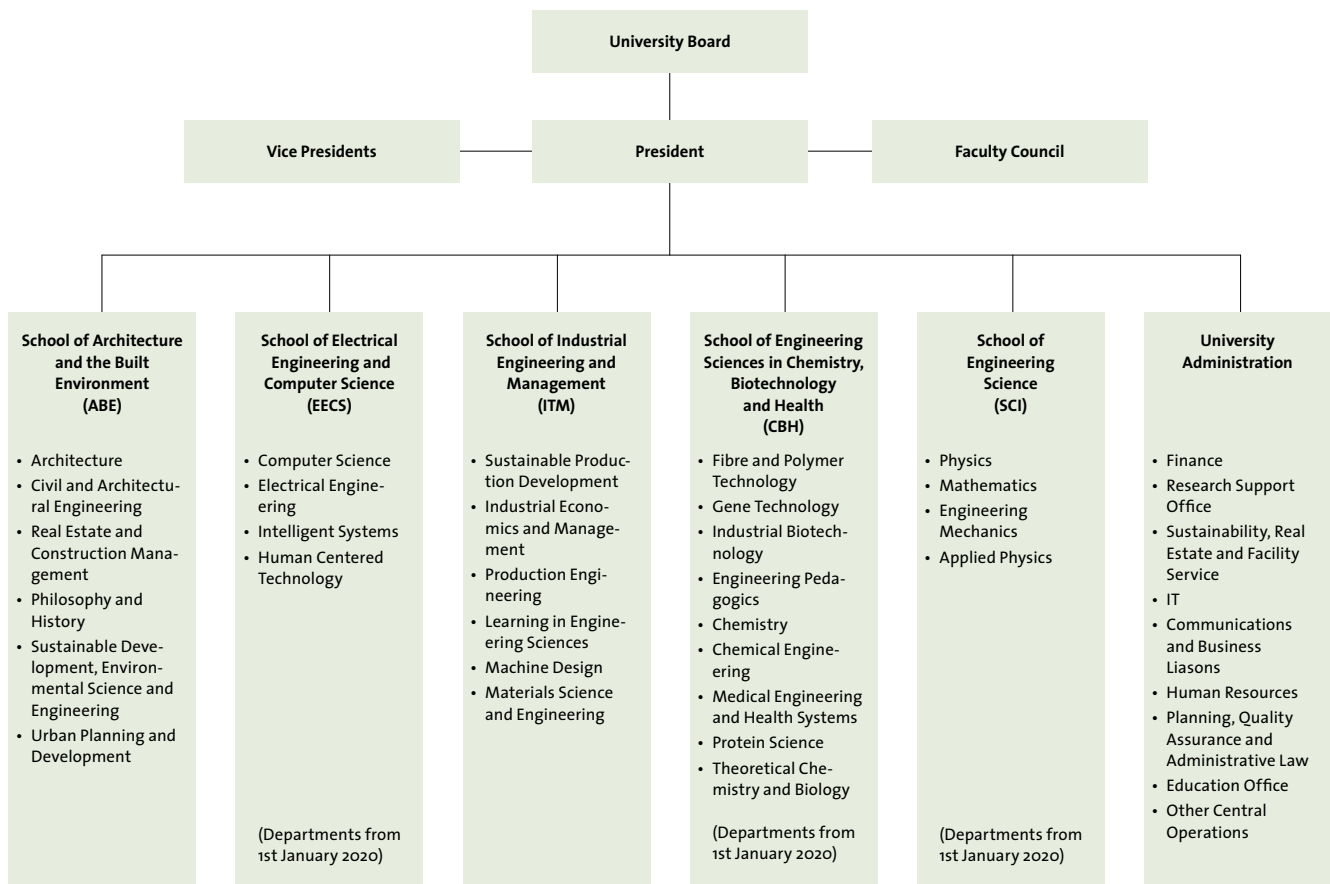 University Board
Vice Presidents
President
Faculty Council
School of Architecture
and the Built
Environment
(ABE)
• Architecture
• Civil and Architectu-
ral Engineering
• Real Estate and
Construction Mana-
gement
• Philosophy and
History
• Sustainable Deve-
lopment, Environ-
mental Science and
Engineering
• Urban Planning and
Development
School of Electrical
Engineering and
Computer Science
(EECS)
• Computer Science
• Electrical Engine-
ering
• Intelligent Systems
• Human Centered
Technology
(Departments from
1st January 2020)
School of Industrial
Engineering and
Management
(ITM)
• Sustainable Produc-
tion Development
• Industrial Econo-
mics and Manage-
ment
• Production Engi-
neering
• Learning in Engine-
ering Sciences
• Machine Design
• Materials Science
and Engineering
School of Engineering
Sciences in Chemistry,
Biotechnology
and Health
(CBH)
• Fibre and Polymer
Technology
• Gene Technology
• Industrial Biotech-
nology
• Engineering Peda-
gogics
• Chemistry
• Chemical Engine-
ering
• Medical Engineering
and Health Systems
• Protein Science
• Theoretical Che-
mistry and Biology
(Departments from
1st January 2020)
School of
Engineering
Science
(SCI)
• Physics
• Mathematics
• Engineering
Mechanics
• Applied Physics
(Departments from
1st January 2020)
University
Administration
• Finance
• Research Support
Office
• Sustainability, Real
Estate and Facility
Service
• IT
• Communications
and Business
Liasons
• Human Resources
• Planning, Quality
Assurance and
Administrative Law
• Education Office
• Other Central
Operations